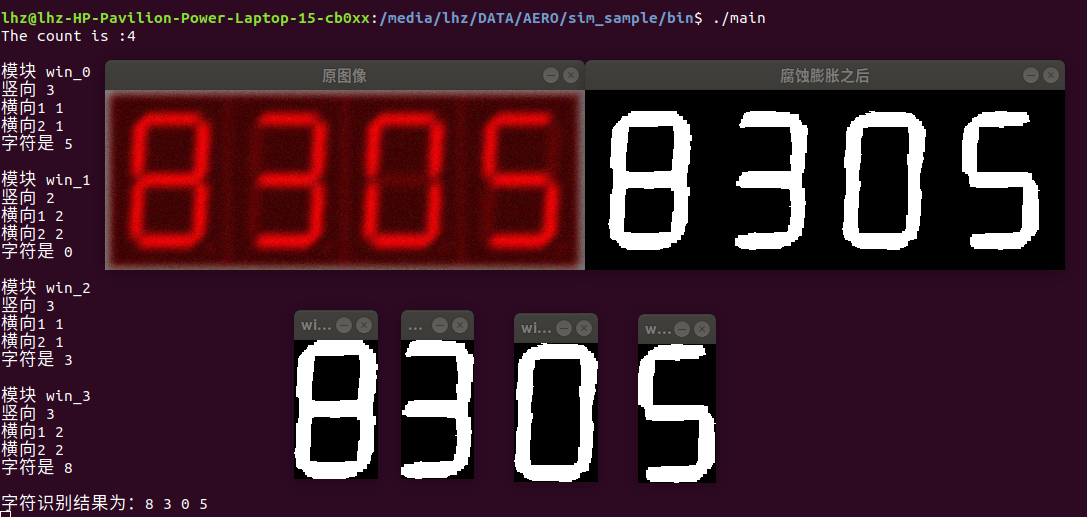 lhz@lhz-HP-Pavilion-Power-Laptop-15-cb0xx:/media/lhz/DATA/AERO/sim_sample/bin$ ./main
The count is :4
模块 win_0
竖向 3
横向1 1
横向2 1
字符是 5
模块 win_1
竖向 2
横向1 2
横向2 2
字符是 0
模块 win_2
竖向 3
横向1 1
横向2 1
字符是 3
模块 win_3
竖向 3
横向1 2
横向2 2
字符是 8
字符识别结果为: 8 3 0 5
原图像
8305
腐蚀膨胀之后
8305
wi...
8
...
3
wi...
0
w...
5